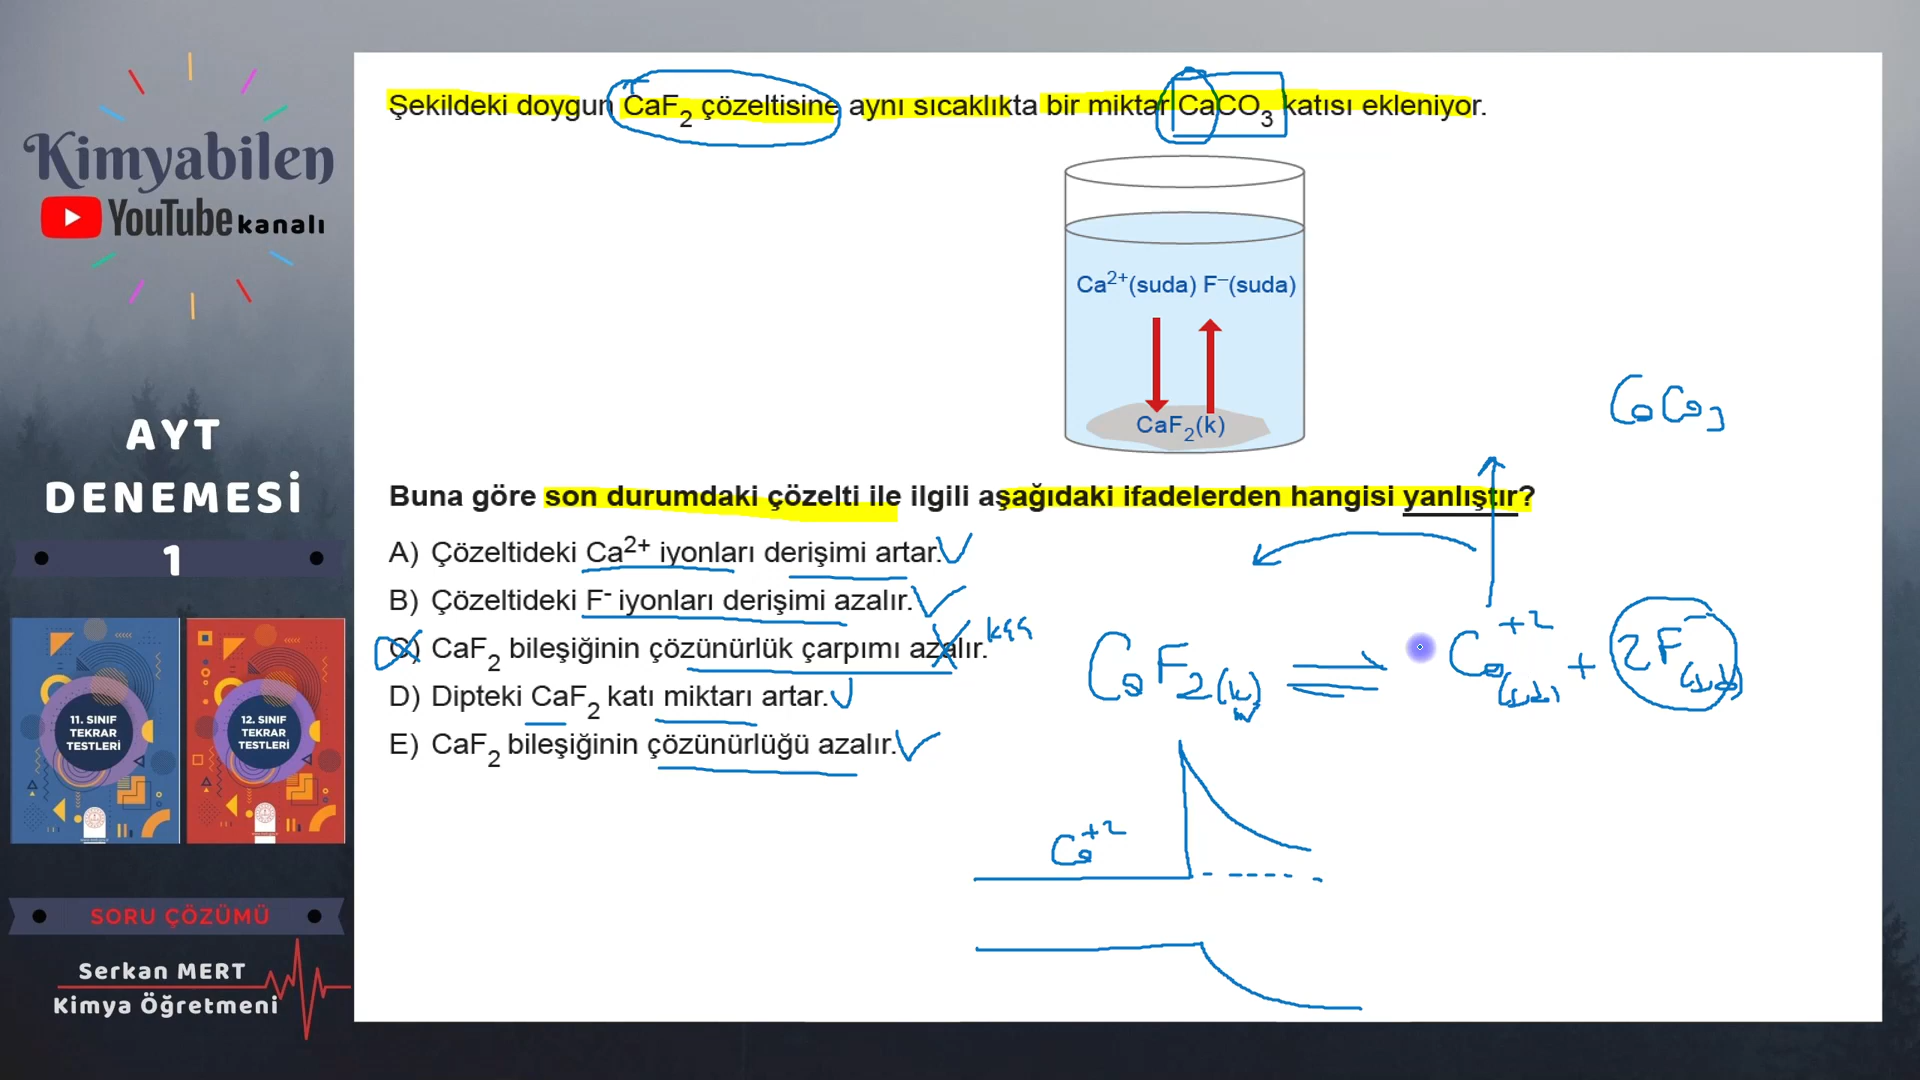 Kimyabilen
YouTube kanalı
AYT
DENEMESİ
1
11. SINIF
TEKRAR
TESTLERİ
12. SINIF
TEKRAR
TESTLERİ
SORU ÇÖZÜMÜ
Serkan MERT
Kimya Öğretmeni
Şekildeki doygun CaF₂ çözeltisine aynı sıcaklıkta bir miktar CaCO₃ katısı ekleniyor.
Ca²⁺(suda) F⁻(suda)
CaF₂(k)
CaCO₃
Buna göre son durumdaki çözelti ile ilgili aşağıdaki ifadelerden hangisi yanlıştır?
A) Çözeltideki Ca²⁺ iyonları derişimi artar.
B) Çözeltideki F⁻ iyonları derişimi azalır.
C) CaF₂ bileşiğinin çözünürlük çarpımı azalır. kçç
D) Dipteki CaF₂ katı miktarı artar.
E) CaF₂ bileşiğinin çözünürlüğü azalır.
CaF₂(k) ⇌ Ca⁺²(suda) + 2F⁻(suda)
Ca⁺²